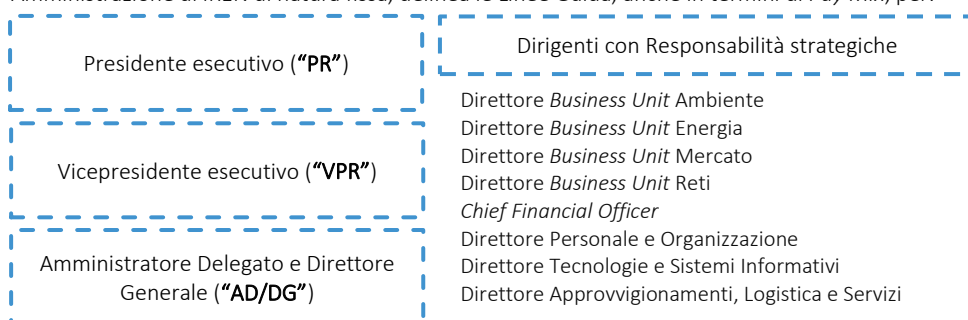 Presidente esecutivo (“PR”)
Vicepresidente esecutivo (“VPR”)
Amministratore Delegato e Direttore
Generale (“AD/DG”)
Dirigenti con Responsabilità strategiche
Direttore Business Unit Ambiente
Direttore Business Unit Energia
Direttore Business Unit Mercato
Direttore Business Unit Reti
Chief Financial Officer
Direttore Personale e Organizzazione
Direttore Tecnologie e Sistemi Informativi
Direttore Approvvigionamenti, Logistica e Servizi